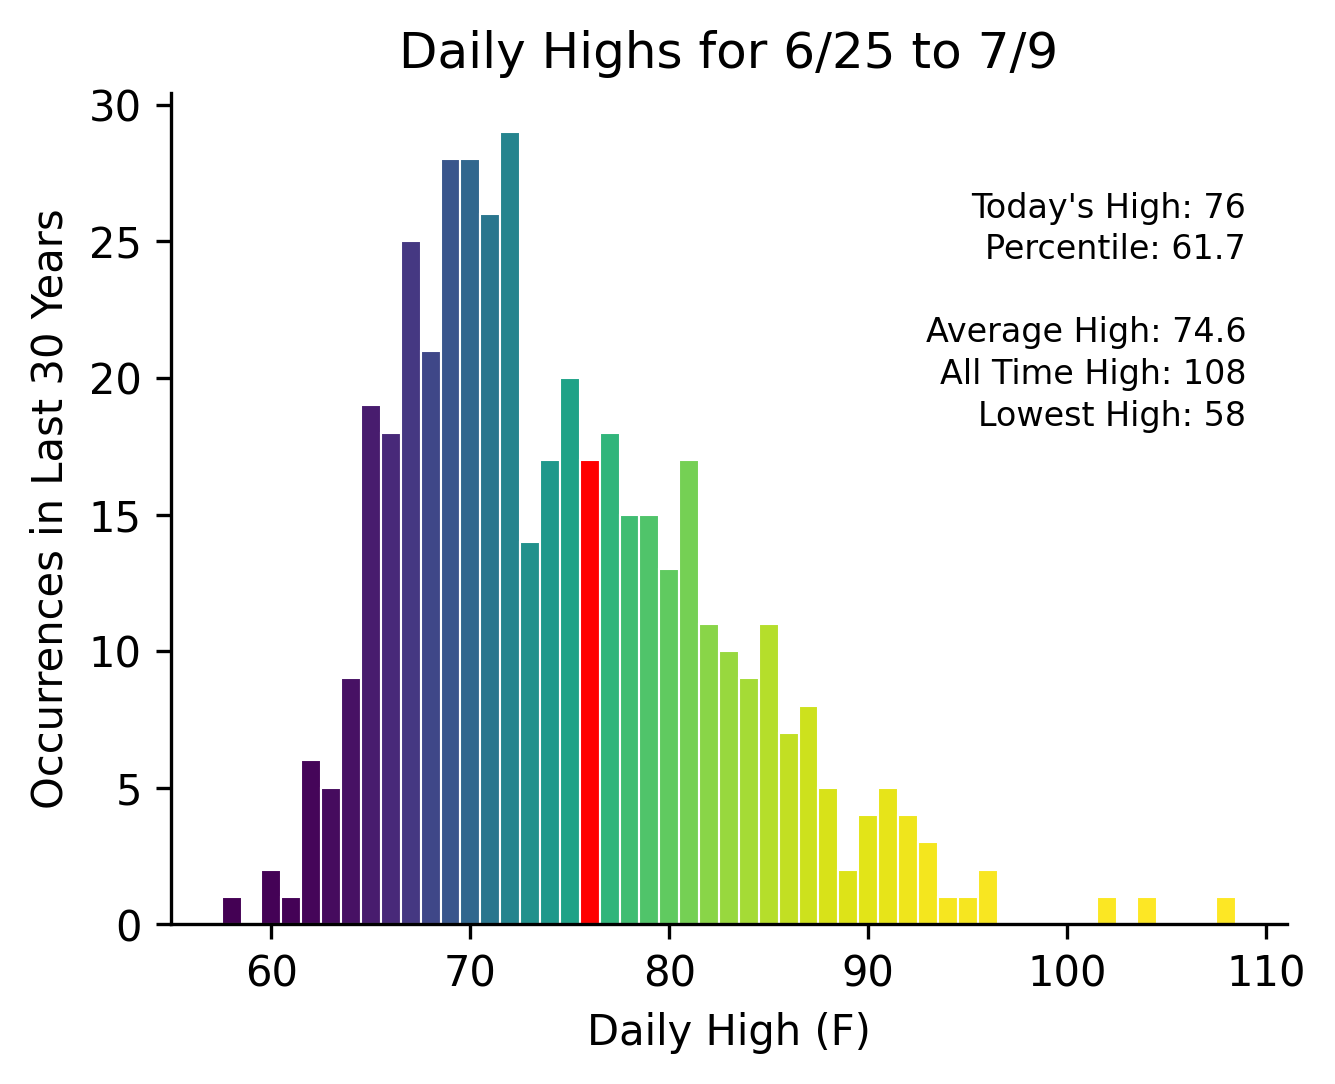 Daily Highs for 6/25 to 7/9
30
25
20
15
10
5
0
Occurrences in Last 30 Years
Today's High: 76
Percentile: 61.7
Average High: 74.6
All Time High: 108
Lowest High: 58
60 70 80 90 100 110
Daily High (F)